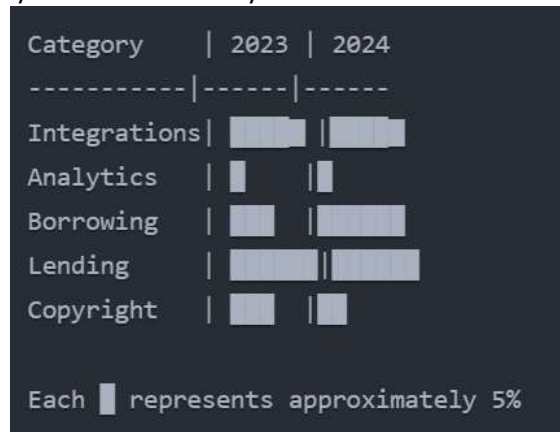 Category | 2023 | 2024
-----------|------|------
Integrations| ████▆ |████▆
Analytics | █ |█
Borrowing | ███ |██████
Lending | ██████|██████
Copyright | ███ |██
Each █ represents approximately 5%